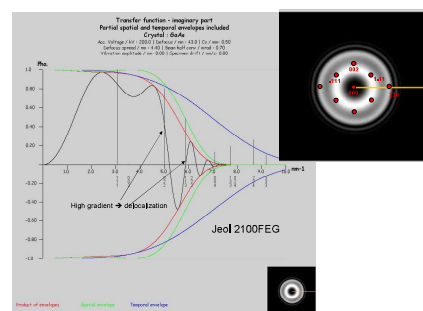 Transfer function - imaginary part
Partial spatial and temporal envelopes included
Crystal : GaAs
Acc. Voltage / kV : 200.0 | Defocus / nm : 43.0 | Cs / mm : 0.50
Defocus spread / nm : 4.40 | Beam half conv / mrad : 0.70
Vibration amplitude / nm : 0.00 | Specimen drift / nm/s : 0.00
Pha.
1.0
0.80
0.60
0.40
0.20
1.0 2.0 3.0 4.0 5.0 6.0 7.0 8.0 9.0 10.0 nm-1
-0.20
-0.40
-0.60
-0.80
-1.0
High gradient → delocalization
Jeol 2100FEG
Product of envelopes Spatial envelope Temporal envelope
002
111
000